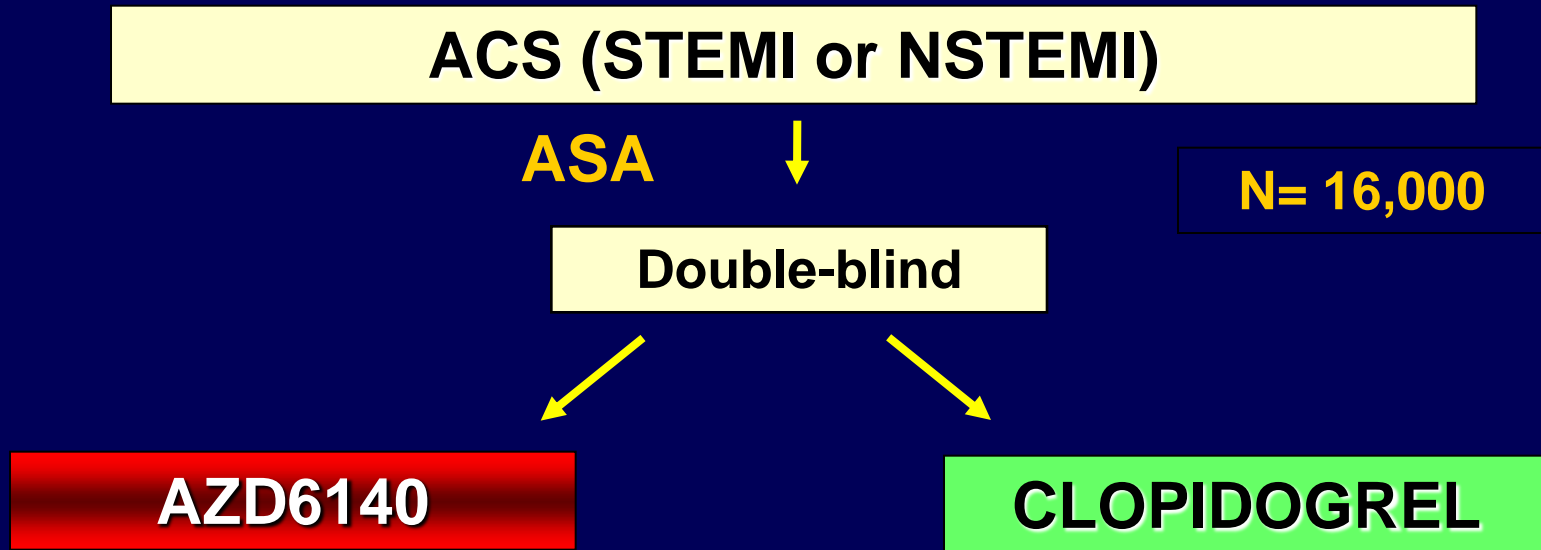 ACS (STEMI or NSTEMI)
ASA
N= 16,000
Double-blind
AZD6140
CLOPIDOGREL